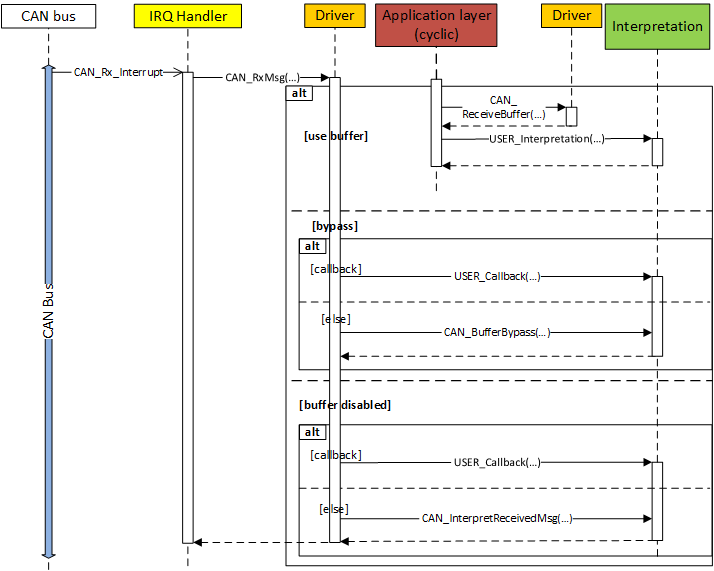 CAN bus
IRQ Handler
Driver
Application layer
(cyclic)
Driver
Interpretation
CAN_Rx_Interrupt
CAN_RxMsg(...)
alt
CAN_
ReceiveBuffer(...)
[use buffer]
USER_Interpretation(...)
[bypass]
alt
[callback]
USER_Callback(...)
CAN Bus
[else]
CAN_BufferBypass(...)
[buffer disabled]
alt
[callback]
USER_Callback(...)
[else]
CAN_InterpretReceivedMsg(...)